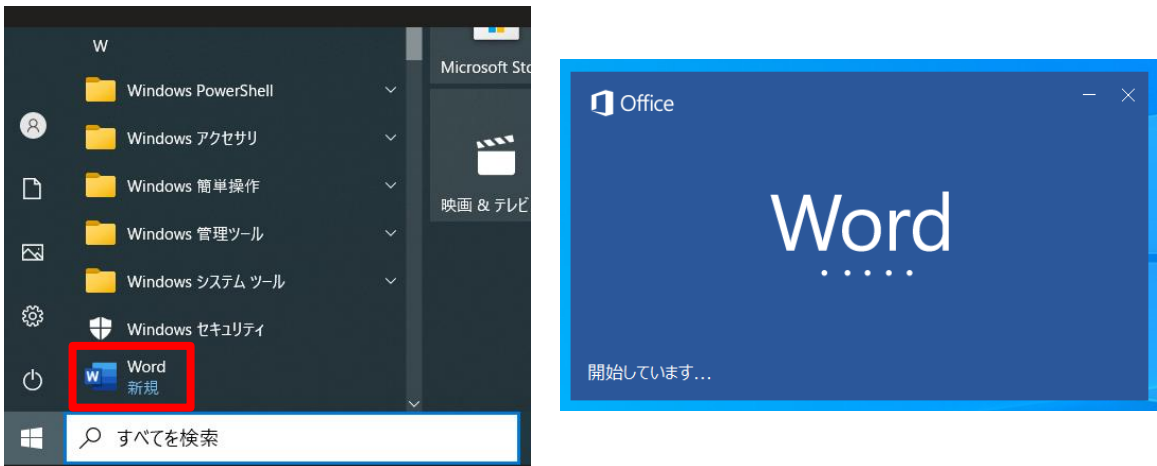 W
Windows PowerShell
Windows アクセサリ
Windows 簡単操作
Windows 管理ツール
Windows システム ツール
Windows セキュリティ
W
Word
新規
すべてを検索
Microsoft Sto
映画 & テレビ
Office
Word
開始しています...